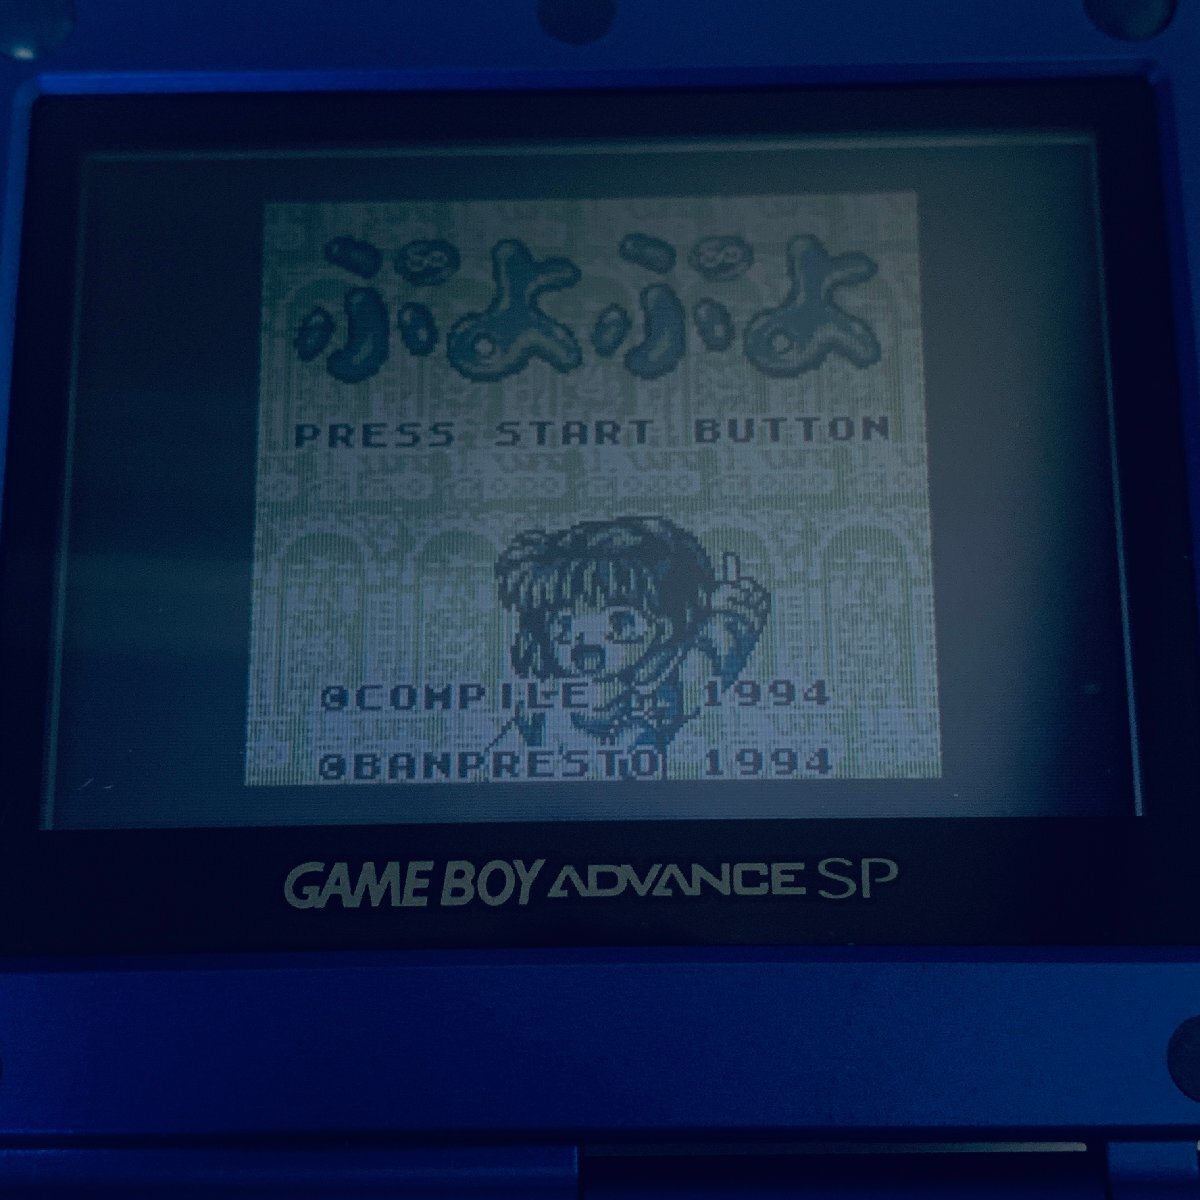 ぷよぷよ
PRESS START BUTTON
©COMPILE 1994
©BANPRESTO 1994
GAME BOY ADVANCE SP